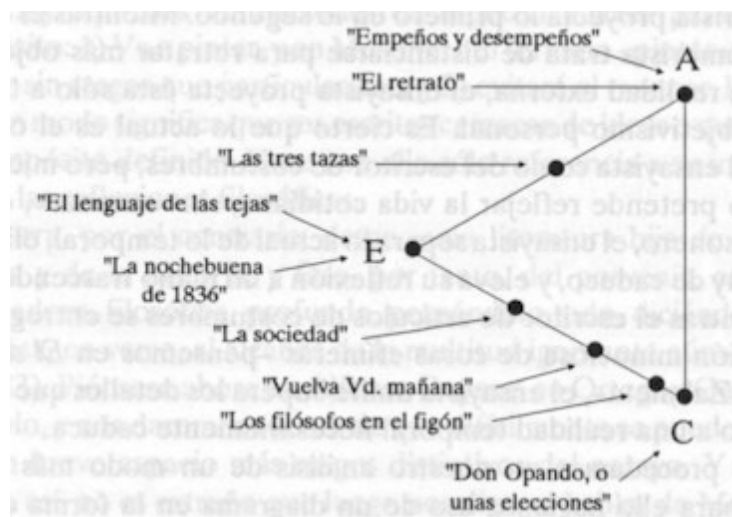 "Empeños y desempeños"
A
"El retrato"
"Las tres tazas"
"El lenguaje de las tejas"
E
"La nochebuena
de 1836"
"La sociedad"
"Vuelva Vd. mañana"
"Los filósofos en el figón"
C
"Don Opando, o
unas elecciones"